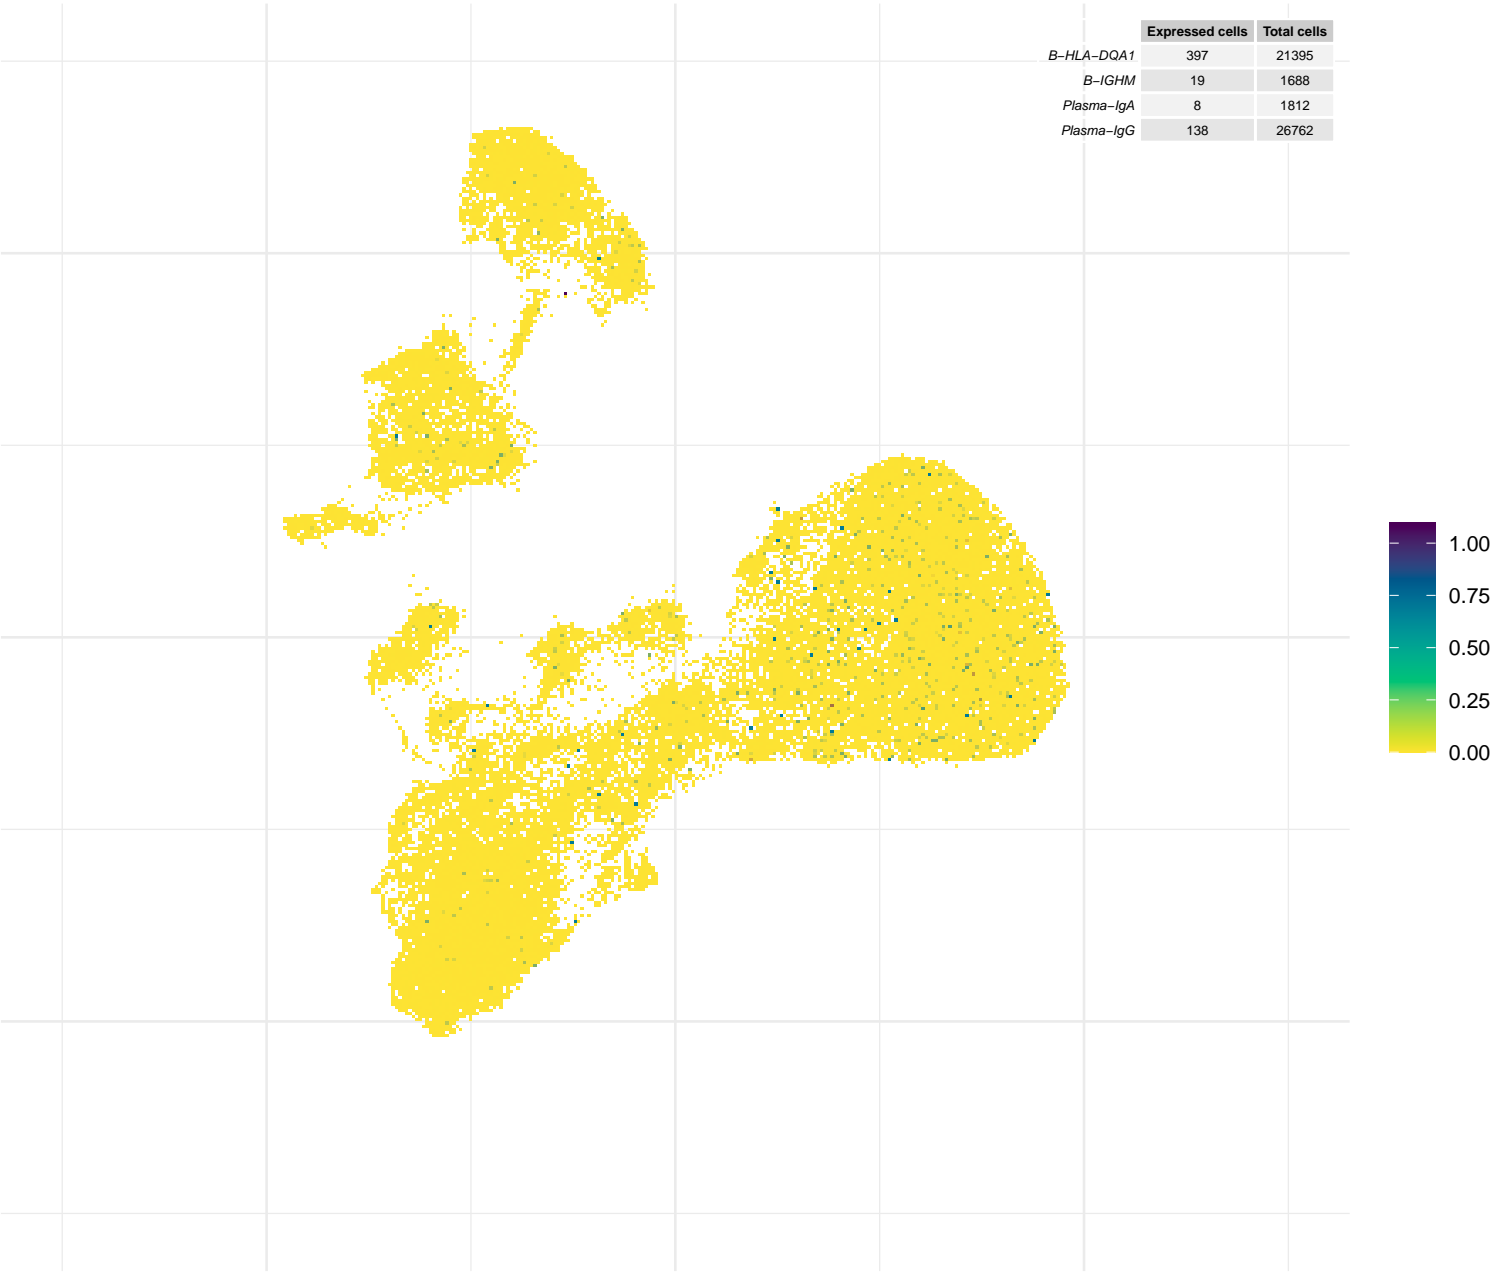 Expressed cells Total cells
B−HLA−DQA1 397 21395
B−IGHM 19 1688
Plasma−IgA 8 1812
Plasma−IgG 138 26762
1.00
0.75
0.50
0.25
0.00